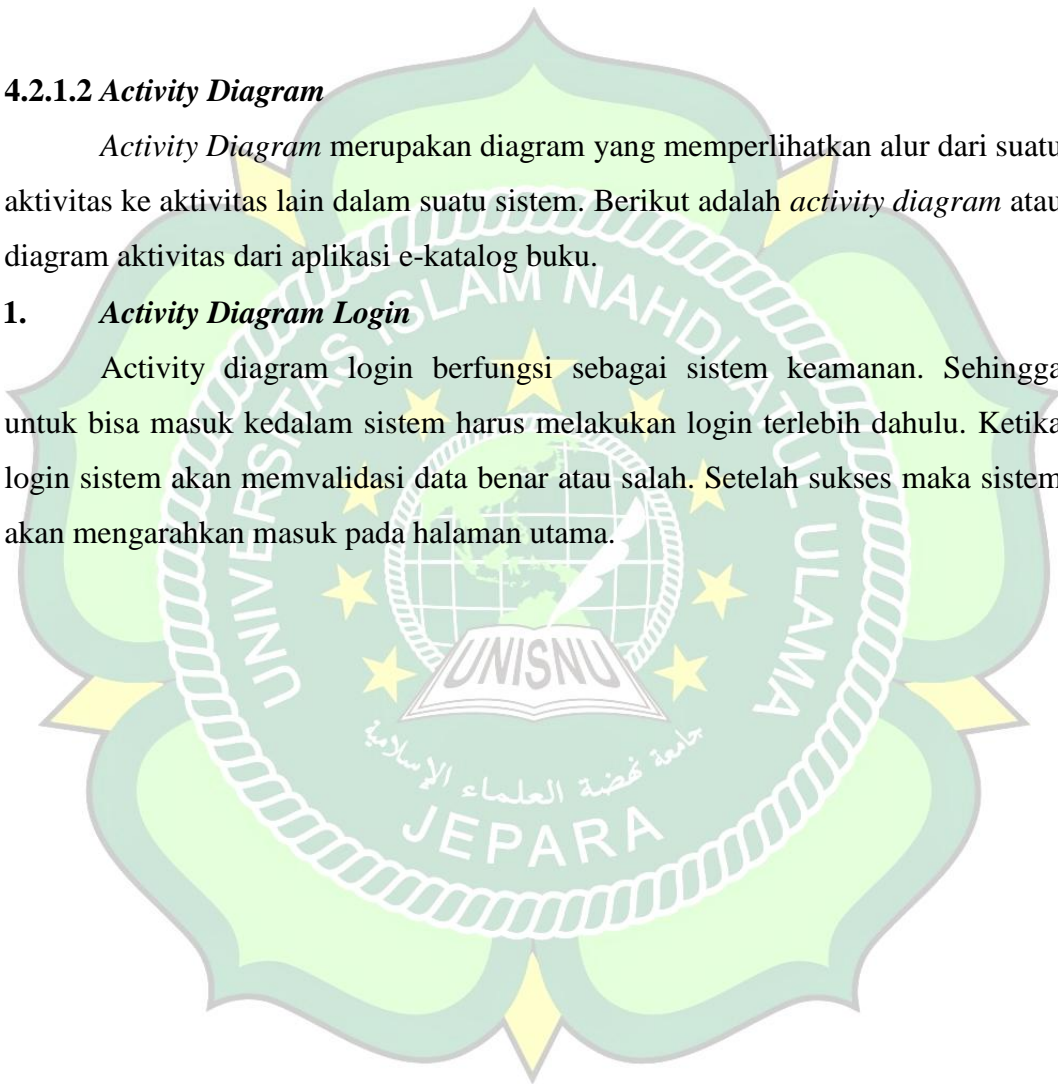 4.2.1.2 Activity Diagram
Activity Diagram merupakan diagram yang memperlihatkan alur dari suatu
aktivitas ke aktivitas lain dalam suatu sistem. Berikut adalah activity diagram atau
diagram aktivitas dari aplikasi e-katalog buku.
1. Activity Diagram Login
Activity diagram login berfungsi sebagai sistem keamanan. Sehingga
untuk bisa masuk kedalam sistem harus melakukan login terlebih dahulu. Ketika
login sistem akan memvalidasi data benar atau salah. Setelah sukses maka sistem
akan mengarahkan masuk pada halaman utama.
UNIVERSITAS ISLAM NAHDLATUL ULAMA
UNISNU
جامعة نهضة العلماء الإسلامية
JEPARA